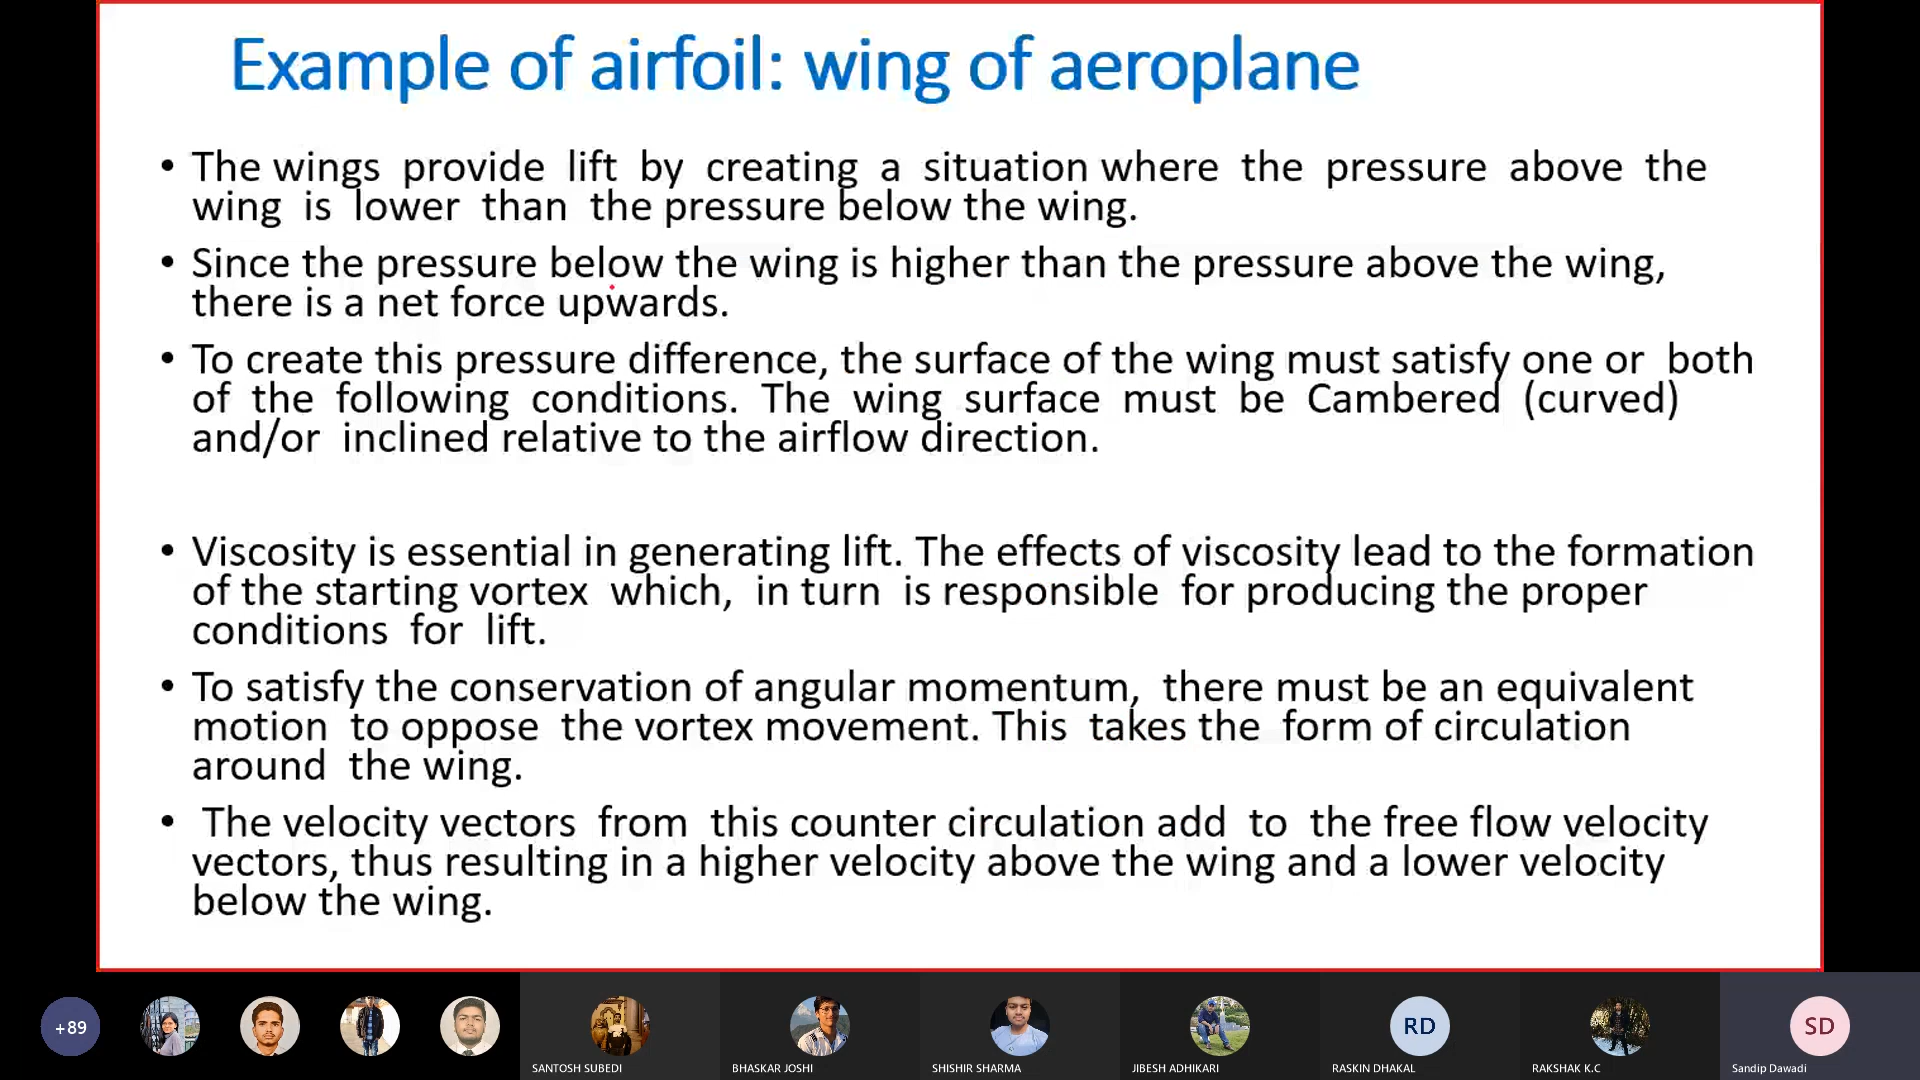 Example of airfoil: wing of aeroplane
• The wings provide lift by creating a situation where the pressure above the
wing is lower than the pressure below the wing.
• Since the pressure below the wing is higher than the pressure above the wing,
there is a net force upwards.
• To create this pressure difference, the surface of the wing must satisfy one or both
of the following conditions. The wing surface must be Cambered (curved)
and/or inclined relative to the airflow direction.
• Viscosity is essential in generating lift. The effects of viscosity lead to the formation
of the starting vortex which, in turn is responsible for producing the proper
conditions for lift.
• To satisfy the conservation of angular momentum, there must be an equivalent
motion to oppose the vortex movement. This takes the form of circulation
around the wing.
• The velocity vectors from this counter circulation add to the free flow velocity
vectors, thus resulting in a higher velocity above the wing and a lower velocity
below the wing.
+89
RD
SD
SANTOSH SUBEDI
BHASKAR JOSHI
SHISHIR SHARMA
JIBESH ADHIKARI
RASKIN DHAKAL
RAKSHAK K.C
Sandip Dawadi